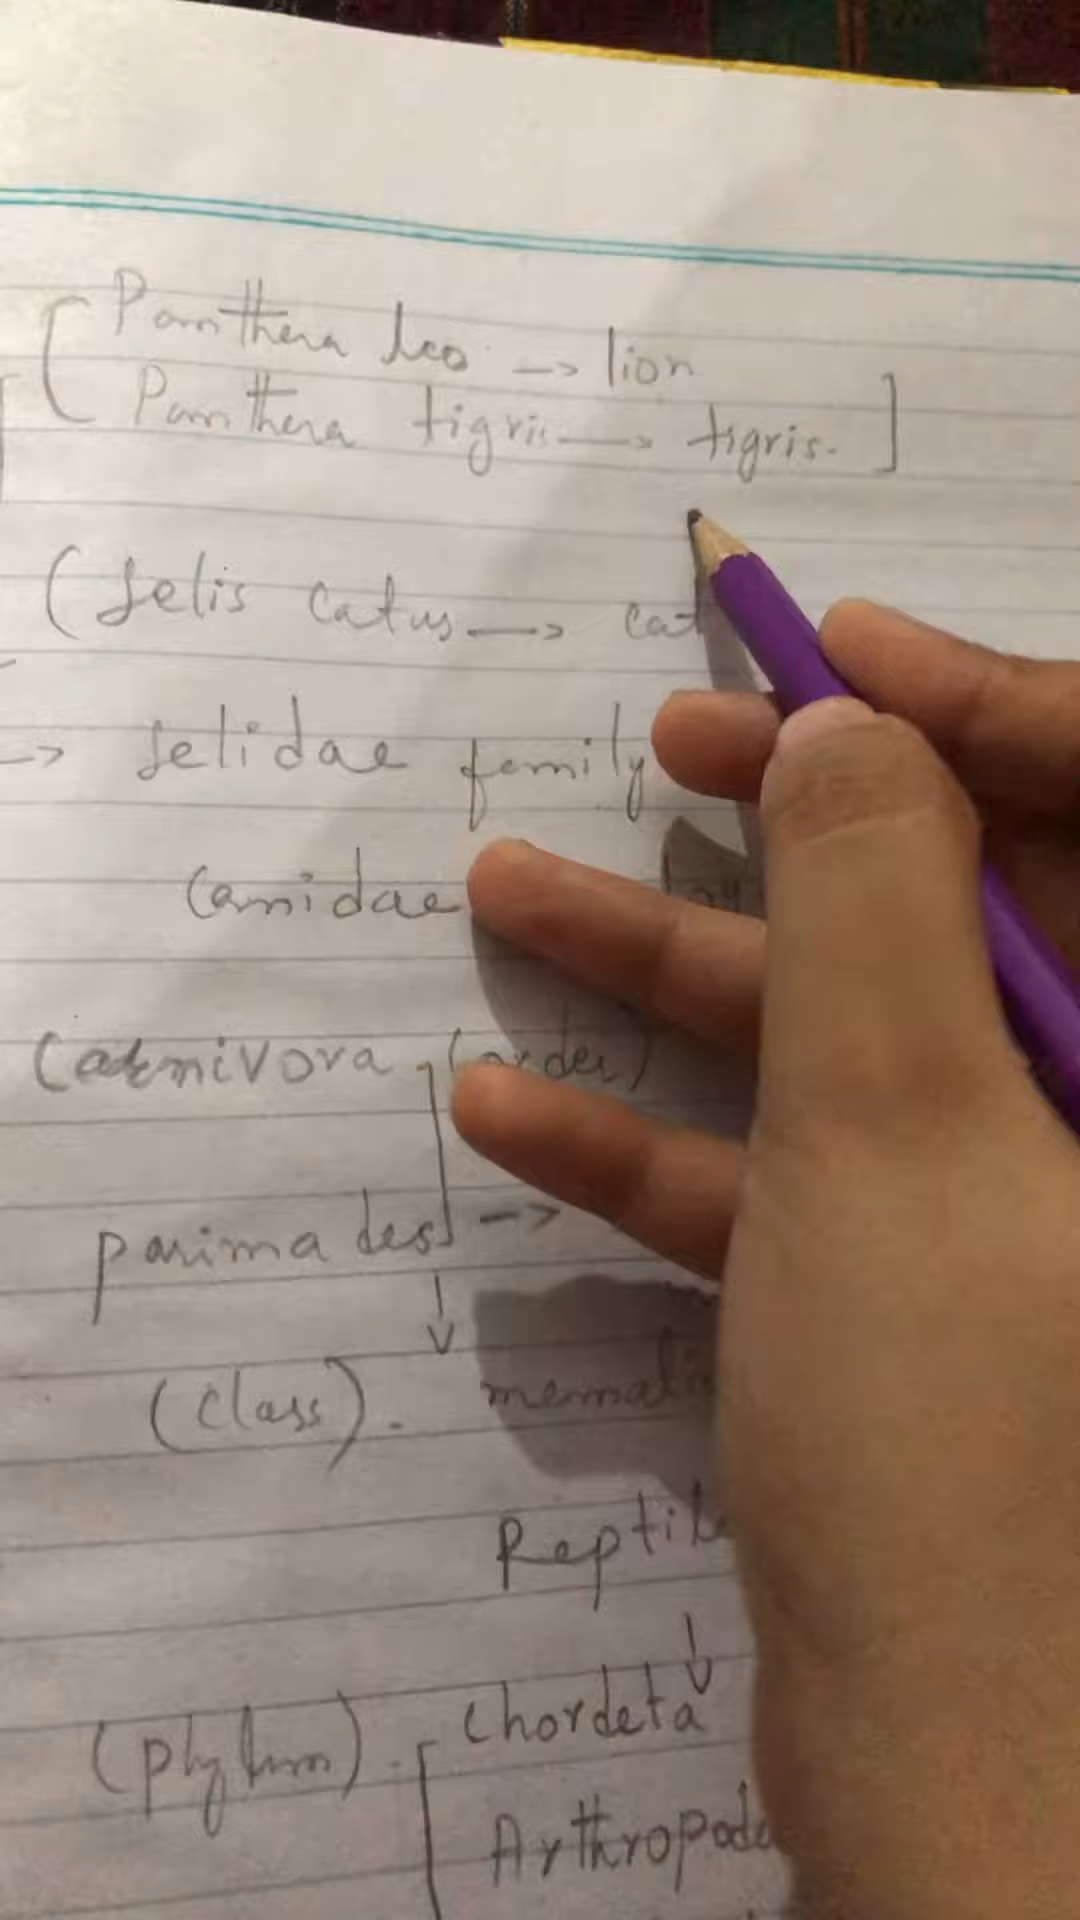 [ Panthera leo → lion
Panthera tigris → tigris. ]
(felis catus → cat
→ felidae family
Canidae
Carnivora (order)
parimades →
(class). memalia
Reptile
↓
(phylum). Chordeta
Arthropoda